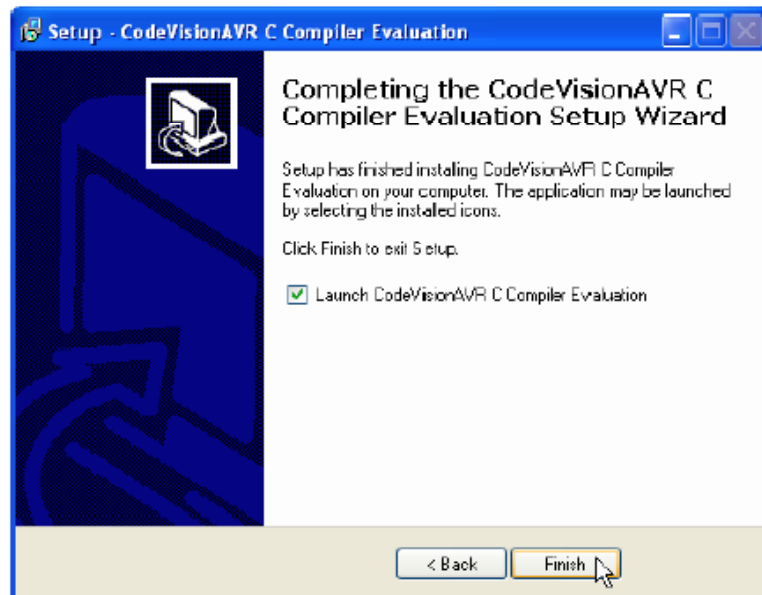 Setup - CodeVisionAVR C Compiler Evaluation
Completing the CodeVisionAVR C
Compiler Evaluation Setup Wizard
Setup has finished installing CodeVisionAVR C Compiler
Evaluation on your computer. The application may be launched
by selecting the installed icons.
Click Finish to exit Setup.
Launch CodeVisionAVR C Compiler Evaluation
< Back
Finish